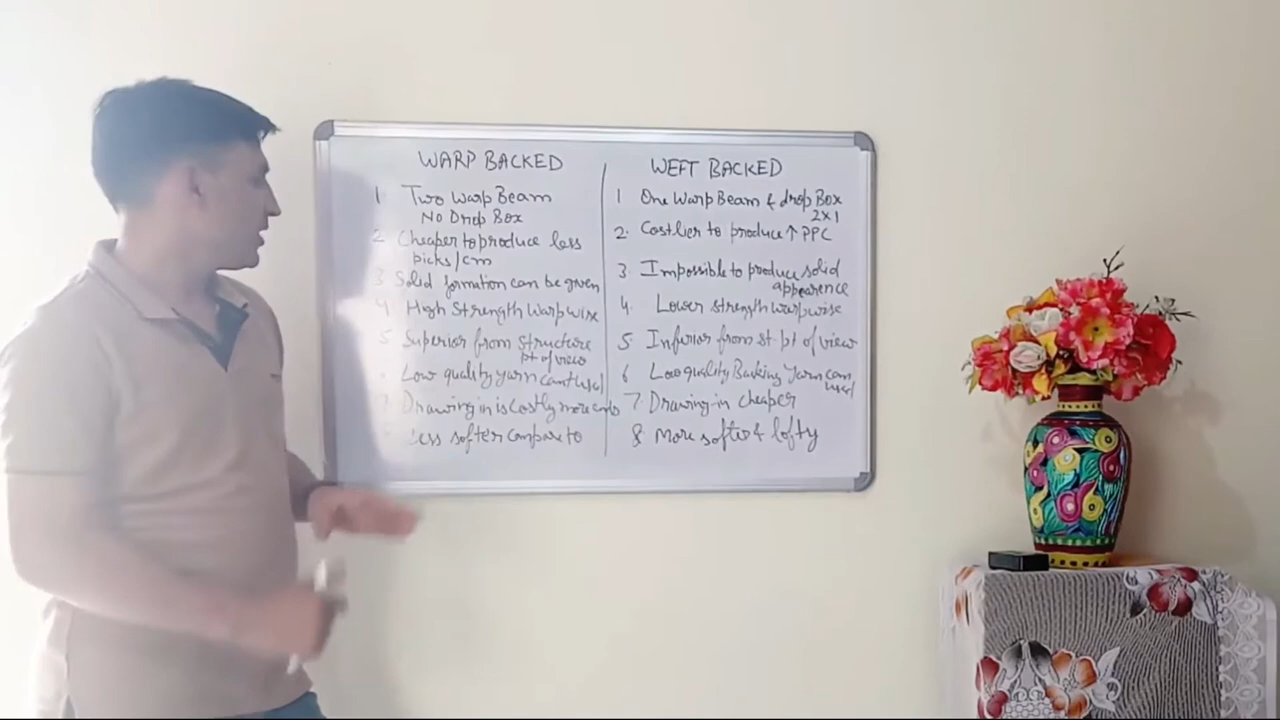 WARP BACKED
1 Two Warp Beam
No Drop Box
2 Cheaper to produce less
picks/cm
3 Solid formation can be given
4 High Strength Warpwise
5 Superior from structure
pt of view
Low quality yarn cant used
7 Drawing in is costly more ends
Less softer compare to
WEFT BACKED
1 One Warp Beam & drop Box
2x1
2. Costlier to produce ↑ PPC
3 Impossible to produce solid
appearence
4. Lower strength warpwise
5. Inferior from st. pt of view
6 Low quality Backing Yarn can
used
7. Drawing in cheaper
8 More softer & lofty